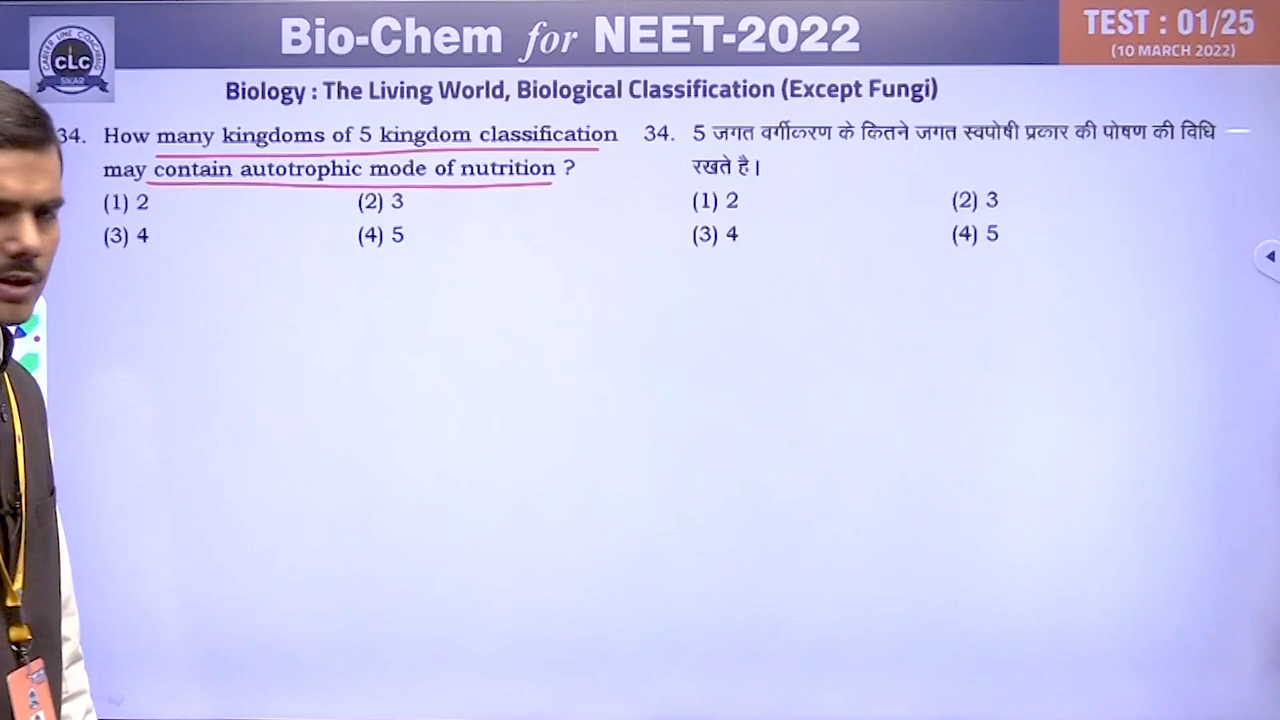 CAREER LINE COACHING
CLC
SIKAR
Bio-Chem for NEET-2022
TEST : 01/25
(10 MARCH 2022)
Biology : The Living World, Biological Classification (Except Fungi)
34. How many kingdoms of 5 kingdom classification
may contain autotrophic mode of nutrition ?
(1) 2 (2) 3
(3) 4 (4) 5
34. 5 जगत वर्गीकरण के कितने जगत स्वपोषी प्रकार की पोषण की विधि
रखते है।
(1) 2 (2) 3
(3) 4 (4) 5